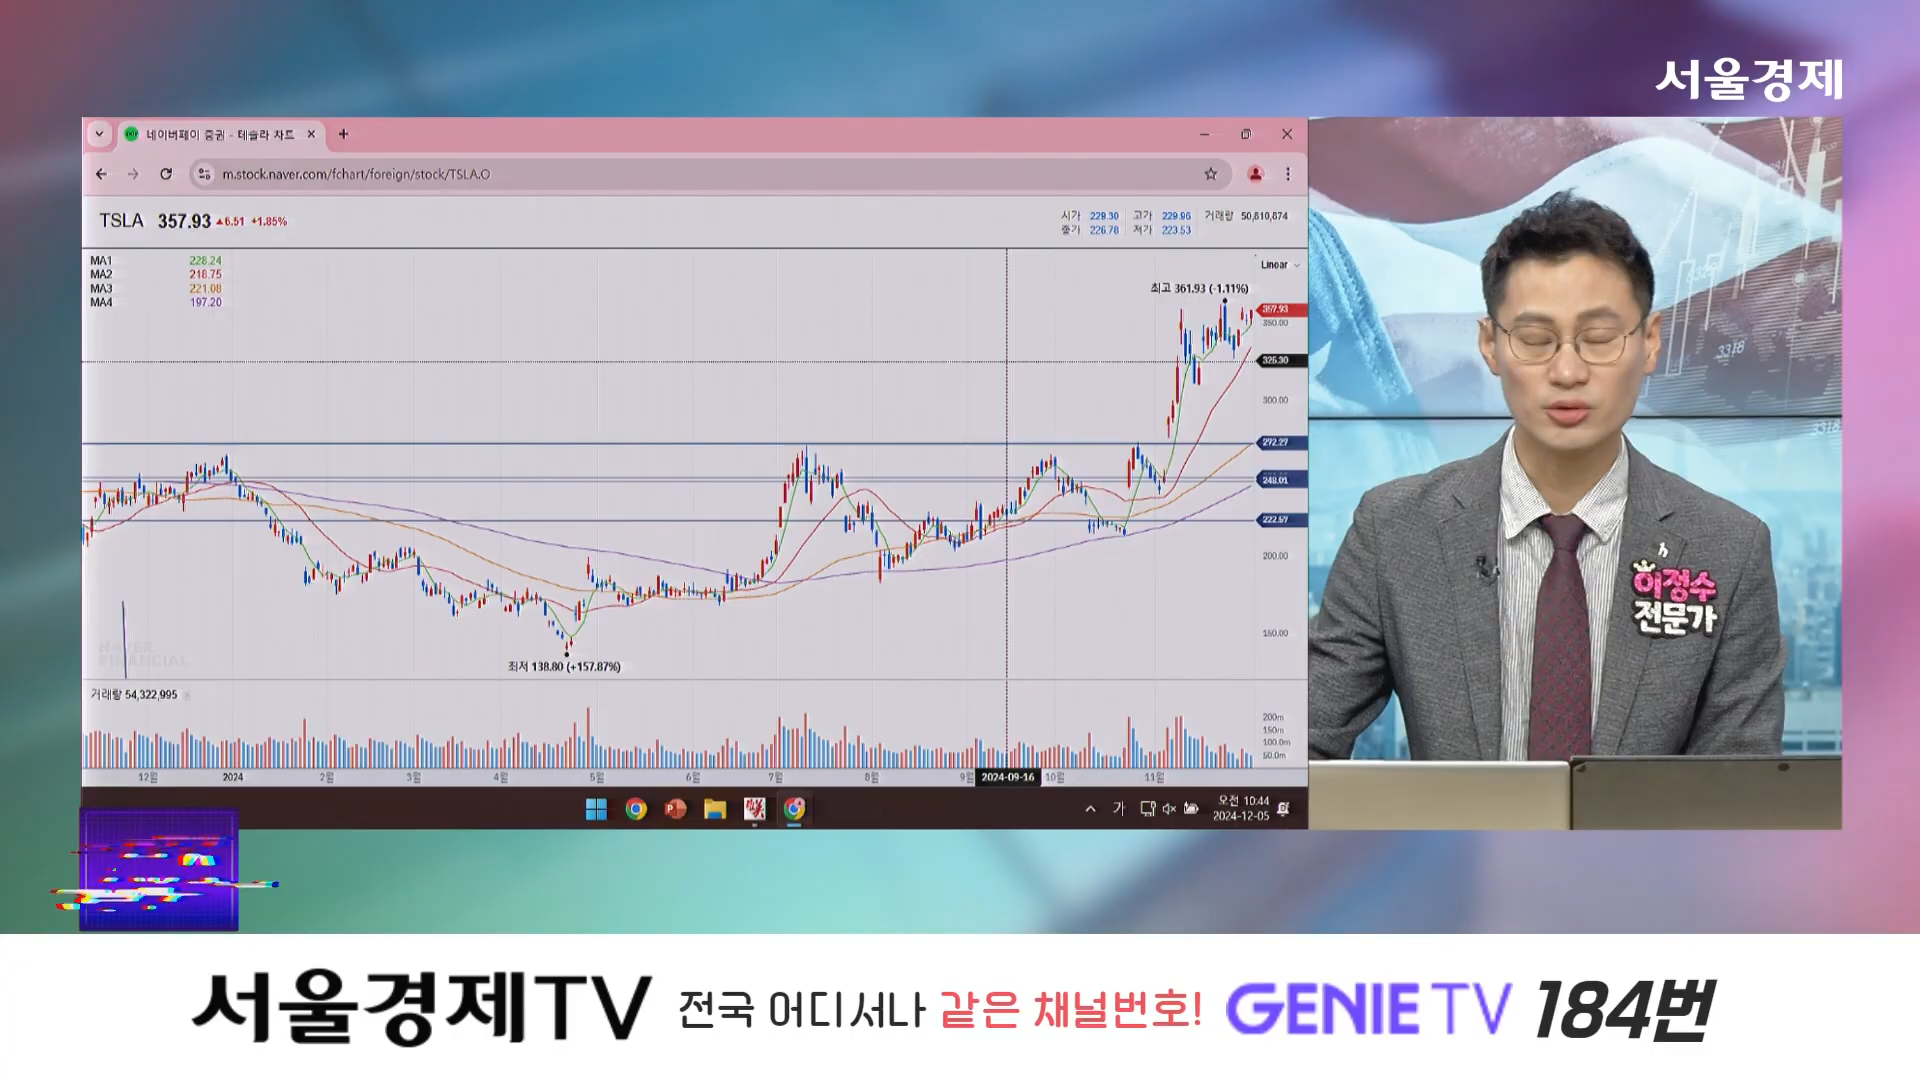 서울경제
네이버페이 증권 - 테슬라 차트
m.stock.naver.com/fchart/foreign/stock/TSLA.O
TSLA 357.93 ▲6.51 +1.85%
시가 229.30 고가 229.96 거래량 50,810,874
종가 226.78 저가 223.53
MA1 228.24
MA2 218.75
MA3 221.08
MA4 197.20
Linear
최고 361.93 (-1.11%)
357.93
350.00
325.30
300.00
272.27
248.01
222.57
200.00
150.00
최저 138.80 (+157.87%)
NAVER
FINANCIAL
거래량 54,322,995
200m
150m
100.0m
50.0m
12월 2024 2월 3월 4월 5월 6월 7월 8월 9월 2024-09-16 10월 11월
가
오전 10:44
2024-12-05
3318
3318
이정수
전문가
서울경제TV 전국 어디서나 같은 채널번호! GENIE TV 184번